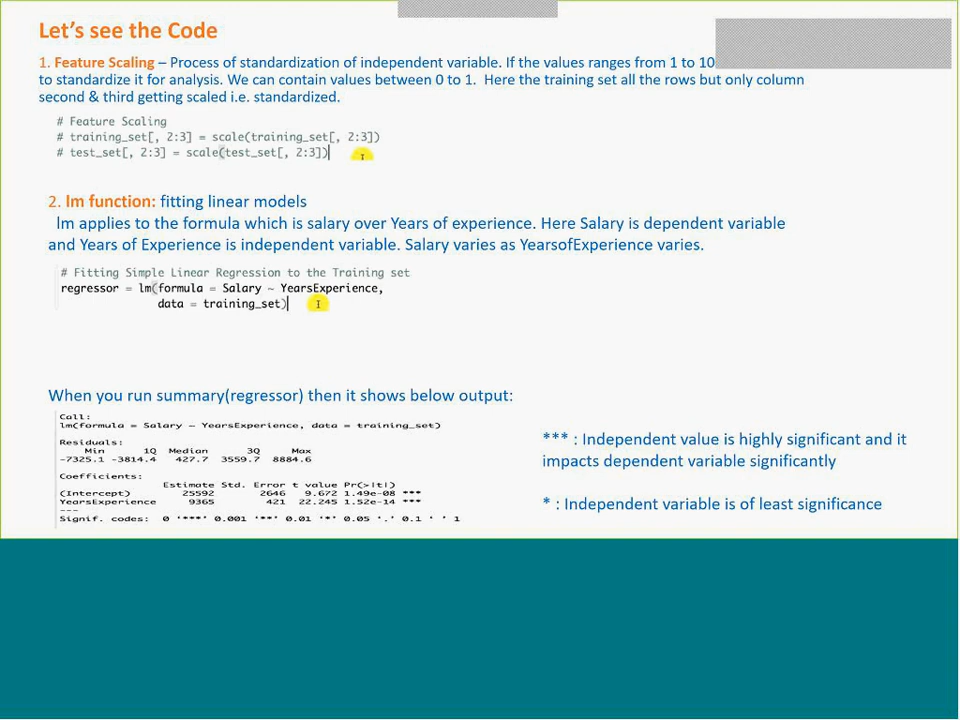 Let's see the Code
1. Feature Scaling – Process of standardization of independent variable. If the values ranges from 1 to 10
to standardize it for analysis. We can contain values between 0 to 1. Here the training set all the rows but only column
second & third getting scaled i.e. standardized.
# Feature Scaling
# training_set[, 2:3] = scale(training_set[, 2:3])
# test_set[, 2:3] = scale(test_set[, 2:3])
2. lm function: fitting linear models
lm applies to the formula which is salary over Years of experience. Here Salary is dependent variable
and Years of Experience is independent variable. Salary varies as YearsofExperience varies.
# Fitting Simple Linear Regression to the Training set
regressor = lm(formula = Salary ~ YearsExperience,
data = training_set)
When you run summary(regressor) then it shows below output:
Call:
lm(formula = Salary ~ YearsExperience, data = training_set)
Residuals:
Min 1Q Median 3Q Max
-7325.1 -3814.4 427.7 3559.7 8884.6
Coefficients:
Estimate Std. Error t value Pr(>|t|)
(Intercept) 25592 2646 9.672 1.49e-08 ***
YearsExperience 9365 421 22.245 1.52e-14 ***
---
Signif. codes: 0 '***' 0.001 '**' 0.01 '*' 0.05 '.' 0.1 ' ' 1
*** : Independent value is highly significant and it
impacts dependent variable significantly
* : Independent variable is of least significance